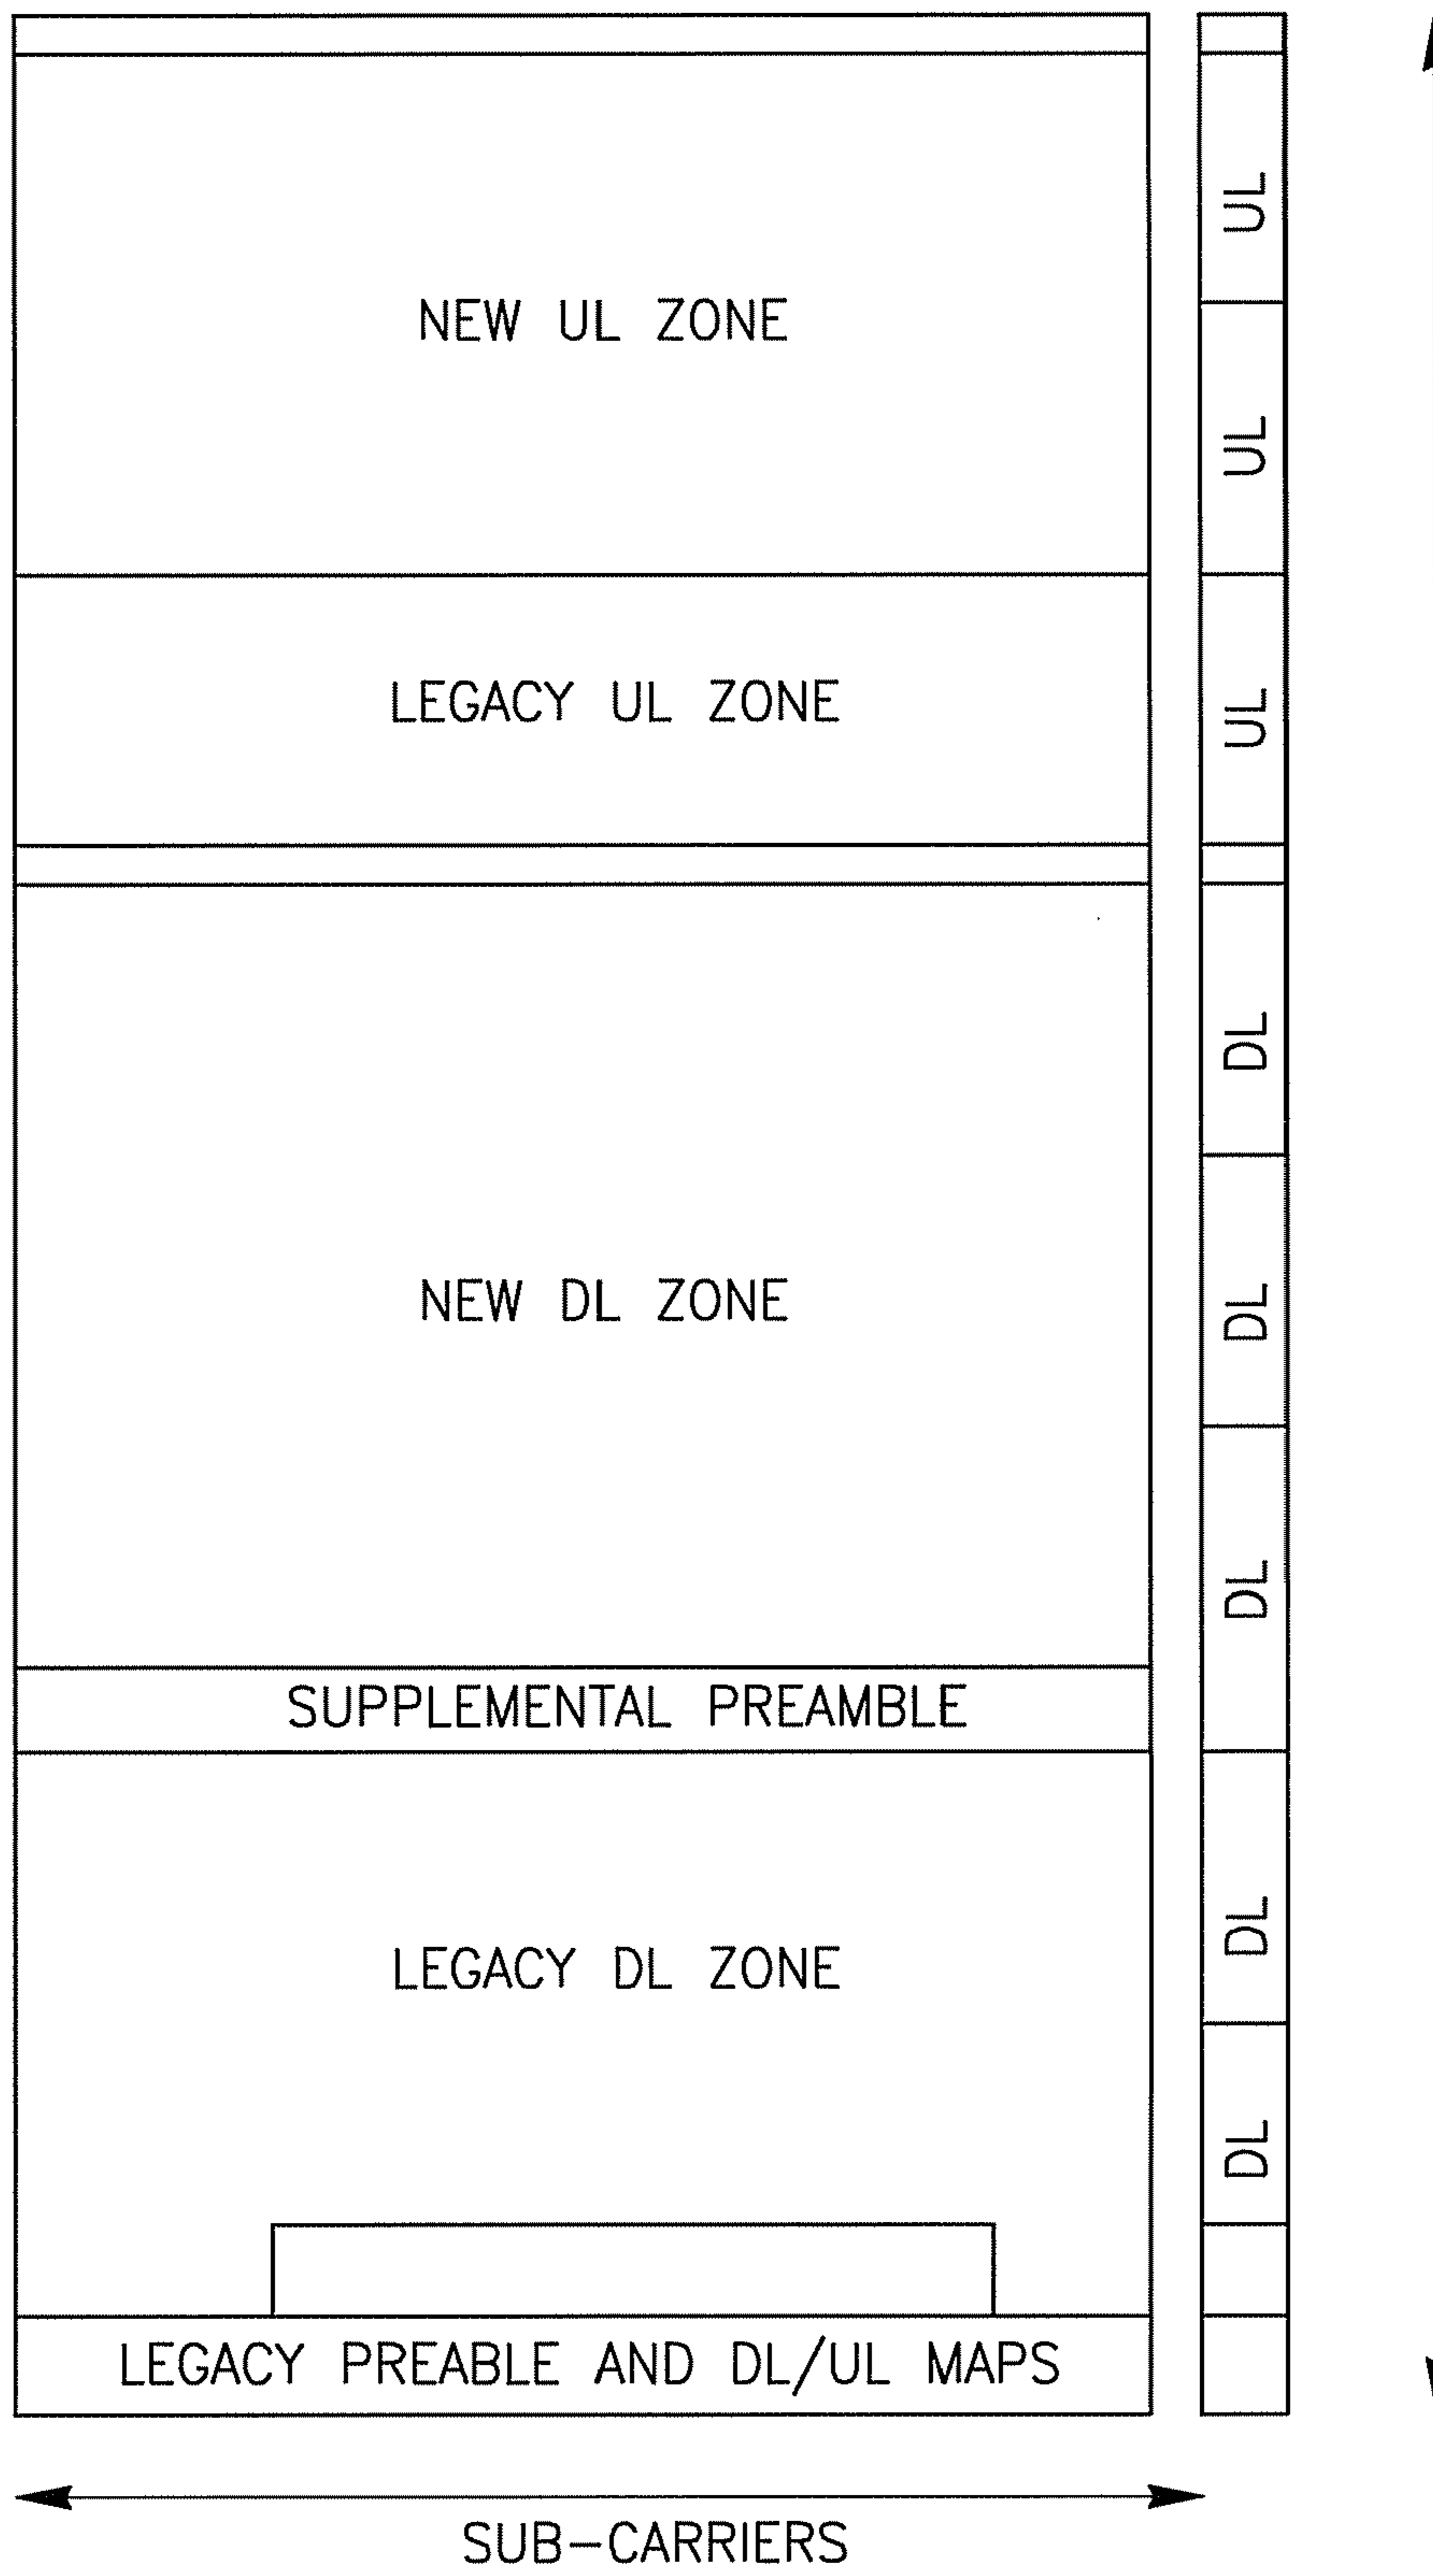 NEW UL ZONE
LEGACY UL ZONE
NEW DL ZONE
SUPPLEMENTAL PREAMBLE
LEGACY DL ZONE
LEGACY PREABLE AND DL/UL MAPS
SUB-CARRIERS
UL
UL
UL
DL
DL
DL
DL
DL